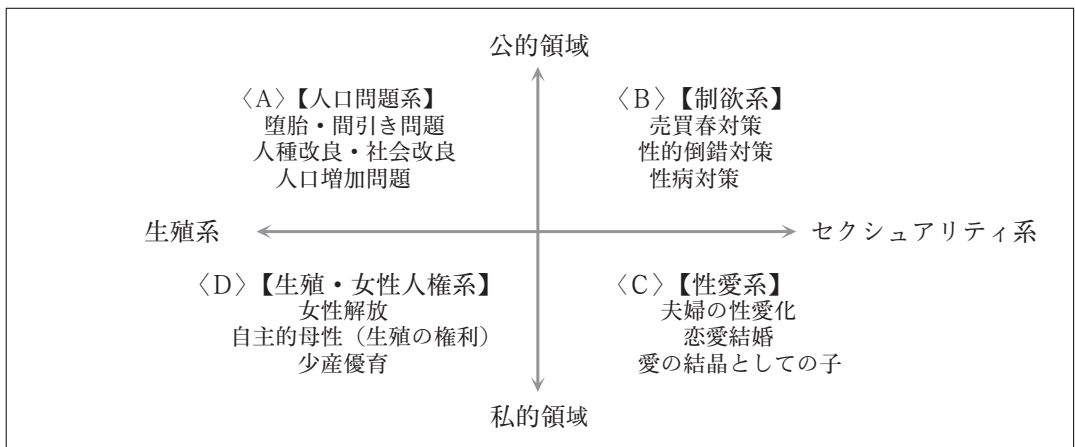 公的領域
〈A〉【人口問題系】
堕胎・間引き問題
人種改良・社会改良
人口増加問題
〈B〉【制欲系】
売買春対策
性的倒錯対策
性病対策
生殖系
セクシュアリティ系
〈D〉【生殖・女性人権系】
女性解放
自主的母性（生殖の権利）
少産優育
〈C〉【性愛系】
夫婦の性愛化
恋愛結婚
愛の結晶としての子
私的領域